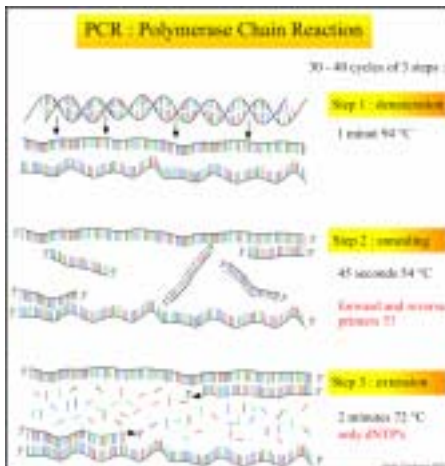 PCR : Polymerase Chain Reaction
30 - 40 cycles of 3 steps :
Step 1 : denaturation
1 minut 94 °C
Step 2 : annealing
45 seconds 54 °C
forward and reverse
primers !!
Step 3 : extension
2 minutes 72 °C
only dNTP's